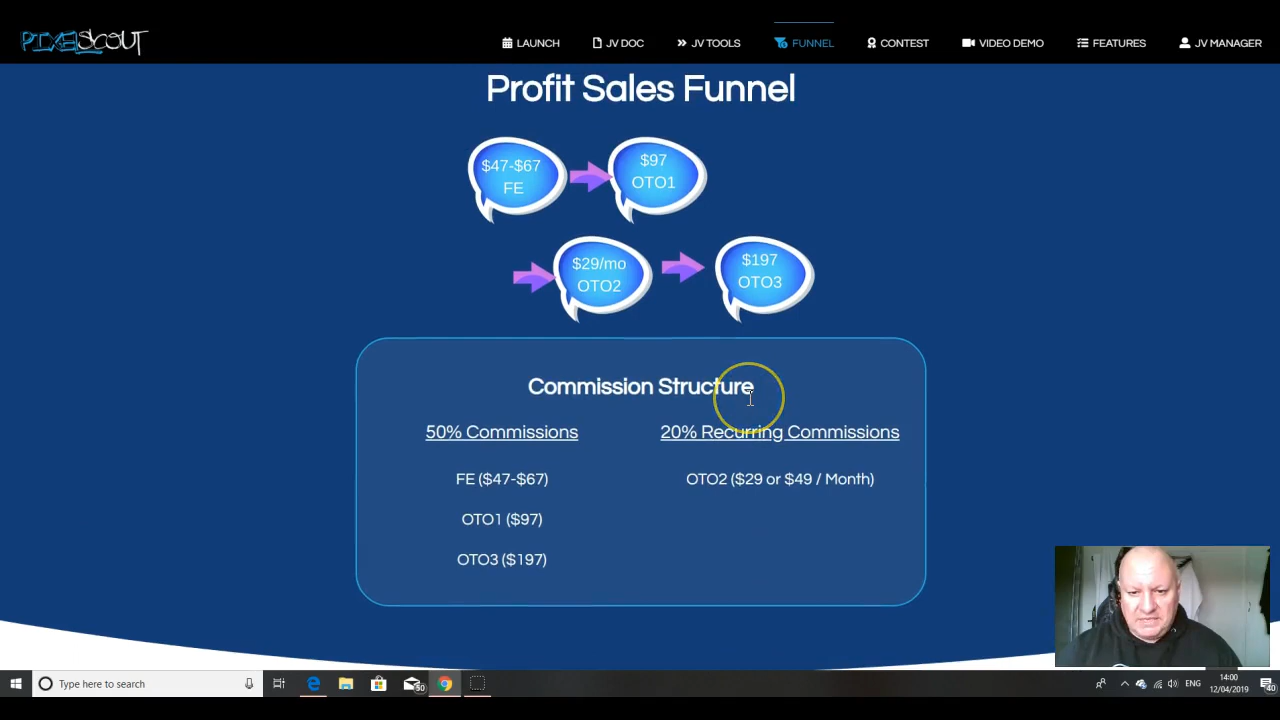 PIXELSCOUT
LAUNCH
JV DOC
JV TOOLS
FUNNEL
CONTEST
VIDEO DEMO
FEATURES
JV MANAGER
Profit Sales Funnel
$47-$67
FE
$97
OTO1
$29/mo
OTO2
$197
OTO3
Commission Structure
50% Commissions
FE ($47-$67)
OTO1 ($97)
OTO3 ($197)
20% Recurring Commissions
OTO2 ($29 or $49 / Month)
Type here to search
50
ENG
14:00
12/04/2019
40